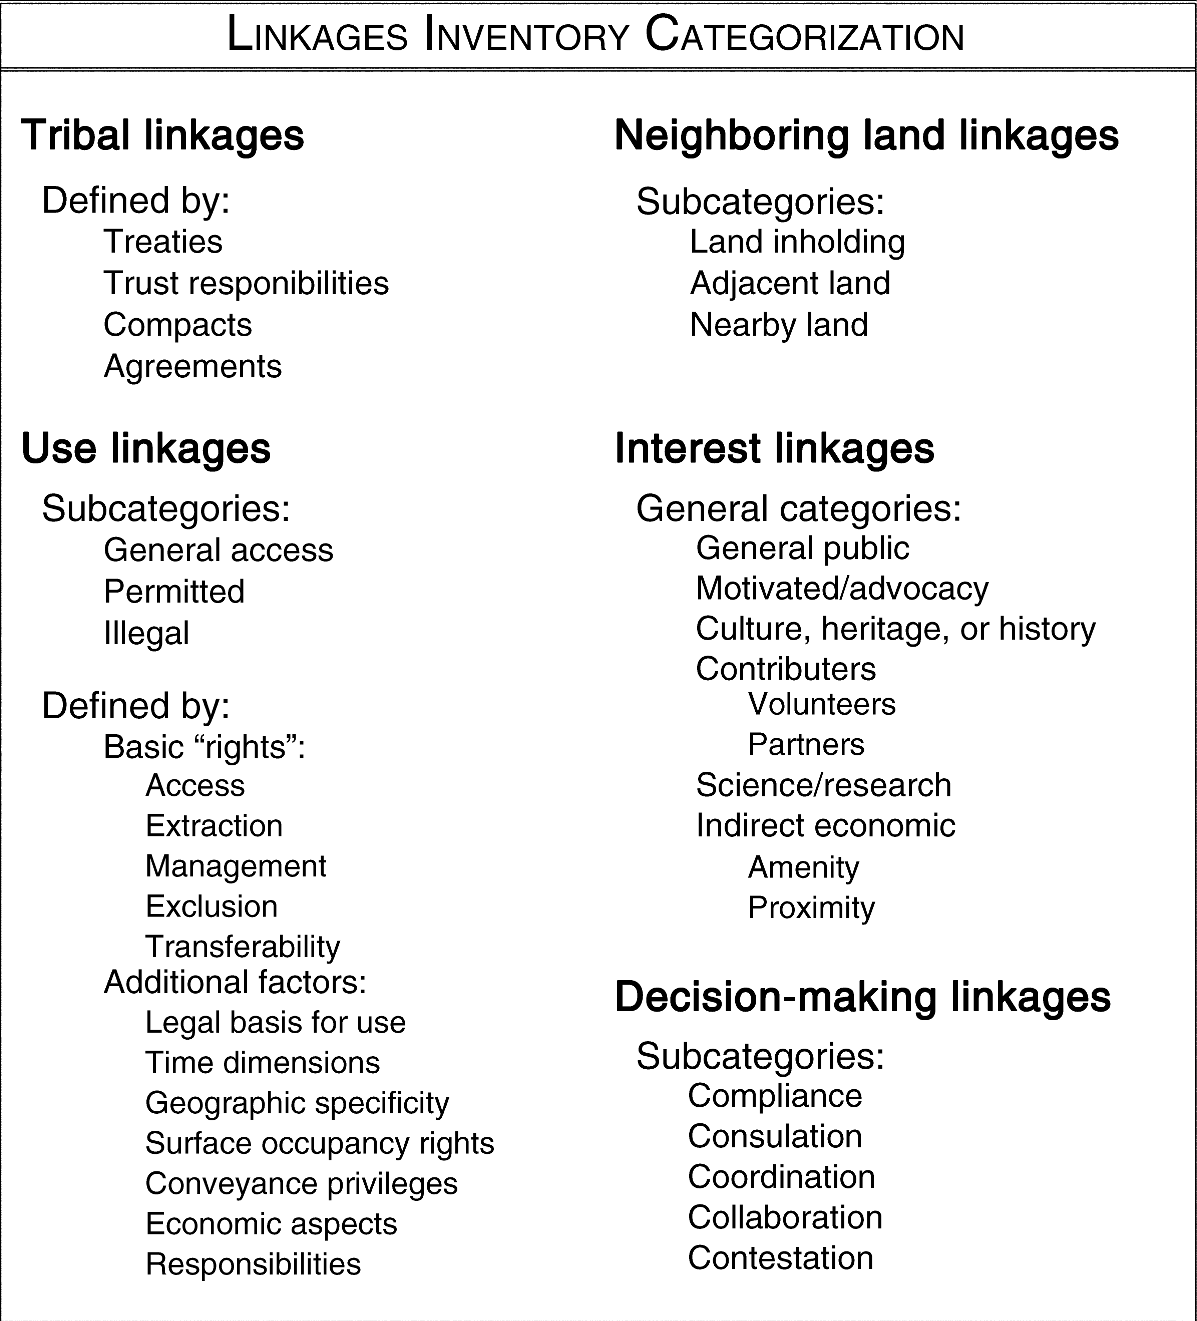 LINKAGES INVENTORY CATEGORIZATION
Tribal linkages
Defined by:
Treaties
Trust responibilities
Compacts
Agreements
Use linkages
Subcategories:
General access
Permitted
Illegal
Defined by:
Basic “rights”:
Access
Extraction
Management
Exclusion
Transferability
Additional factors:
Legal basis for use
Time dimensions
Geographic specificity
Surface occupancy rights
Conveyance privileges
Economic aspects
Responsibilities
Neighboring land linkages
Subcategories:
Land inholding
Adjacent land
Nearby land
Interest linkages
General categories:
General public
Motivated/advocacy
Culture, heritage, or history
Contributers
Volunteers
Partners
Science/research
Indirect economic
Amenity
Proximity
Decision-making linkages
Subcategories:
Compliance
Consulation
Coordination
Collaboration
Contestation